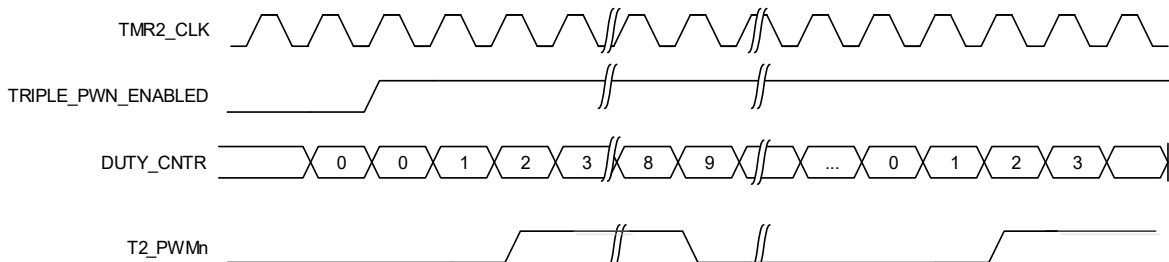 TMR2_CLK
TRIPLE_PWN_ENABLED
DUTY_CNTR 0 0 1 2 3 8 9 ... 0 1 2 3
T2_PWMn